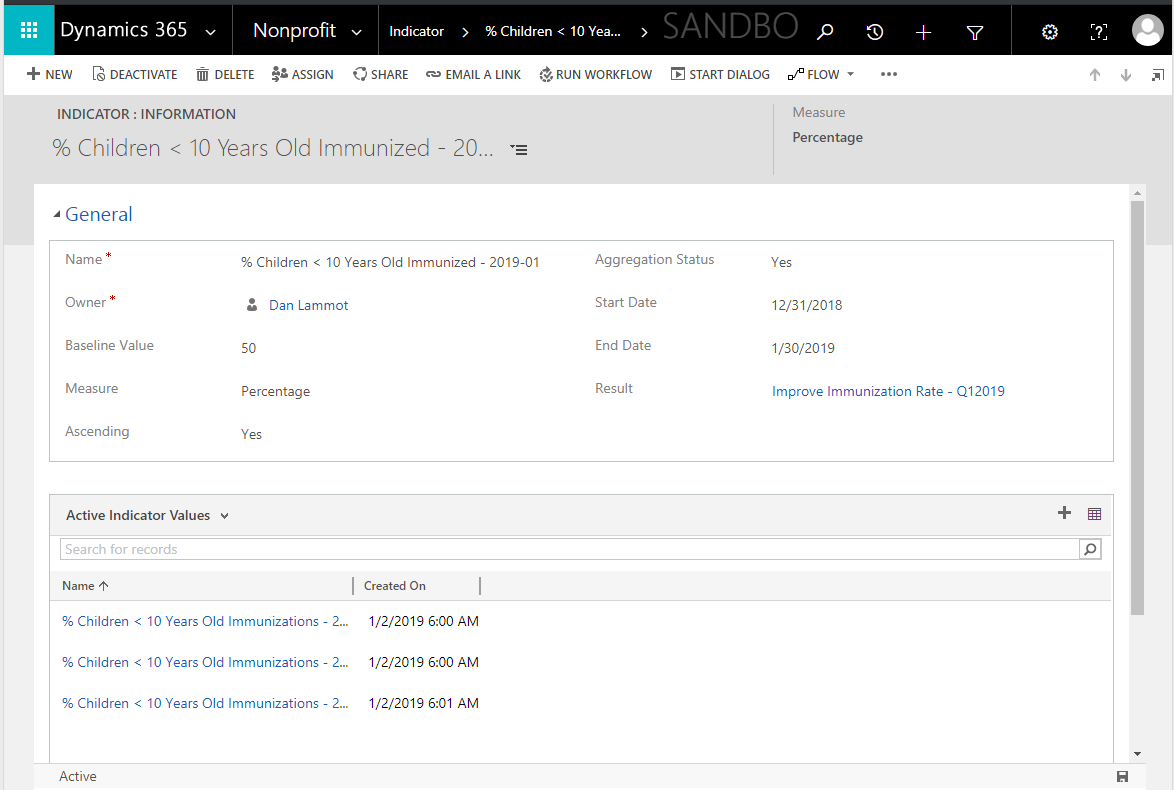 Dynamics 365 Nonprofit Indicator % Children < 10 Yea... SANDBO
NEW DEACTIVATE DELETE ASSIGN SHARE EMAIL A LINK RUN WORKFLOW START DIALOG FLOW ...
INDICATOR : INFORMATION
% Children < 10 Years Old Immunized - 20...
Measure
Percentage
General
Name * % Children < 10 Years Old Immunized - 2019-01 Aggregation Status Yes
Owner * Dan Lammot Start Date 12/31/2018
Baseline Value 50 End Date 1/30/2019
Measure Percentage Result Improve Immunization Rate - Q12019
Ascending Yes
Active Indicator Values
Search for records
Name Created On
% Children < 10 Years Old Immunizations - 2... 1/2/2019 6:00 AM
% Children < 10 Years Old Immunizations - 2... 1/2/2019 6:00 AM
% Children < 10 Years Old Immunizations - 2... 1/2/2019 6:01 AM
Active